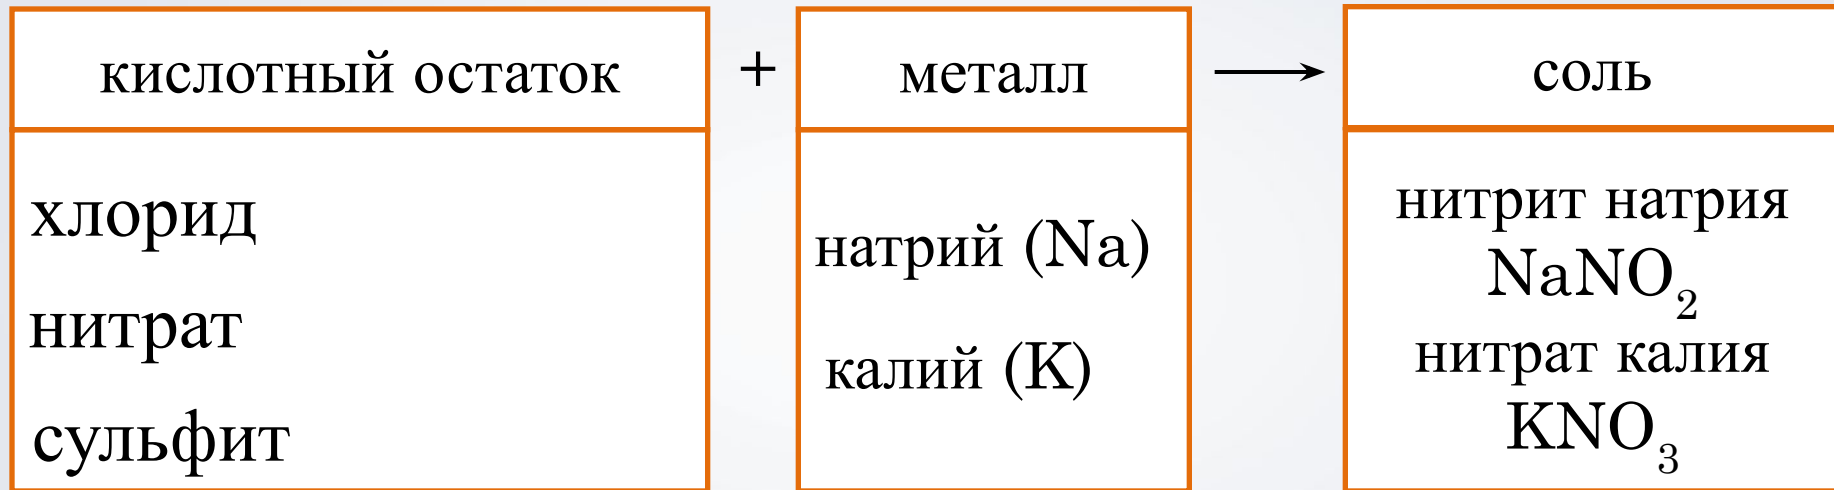 кислотный остаток + металл ⟶ соль
хлорид
нитрат
сульфит
натрий (Na)
калий (K)
нитрит натрия
NaNO₂
нитрат калия
KNO₃